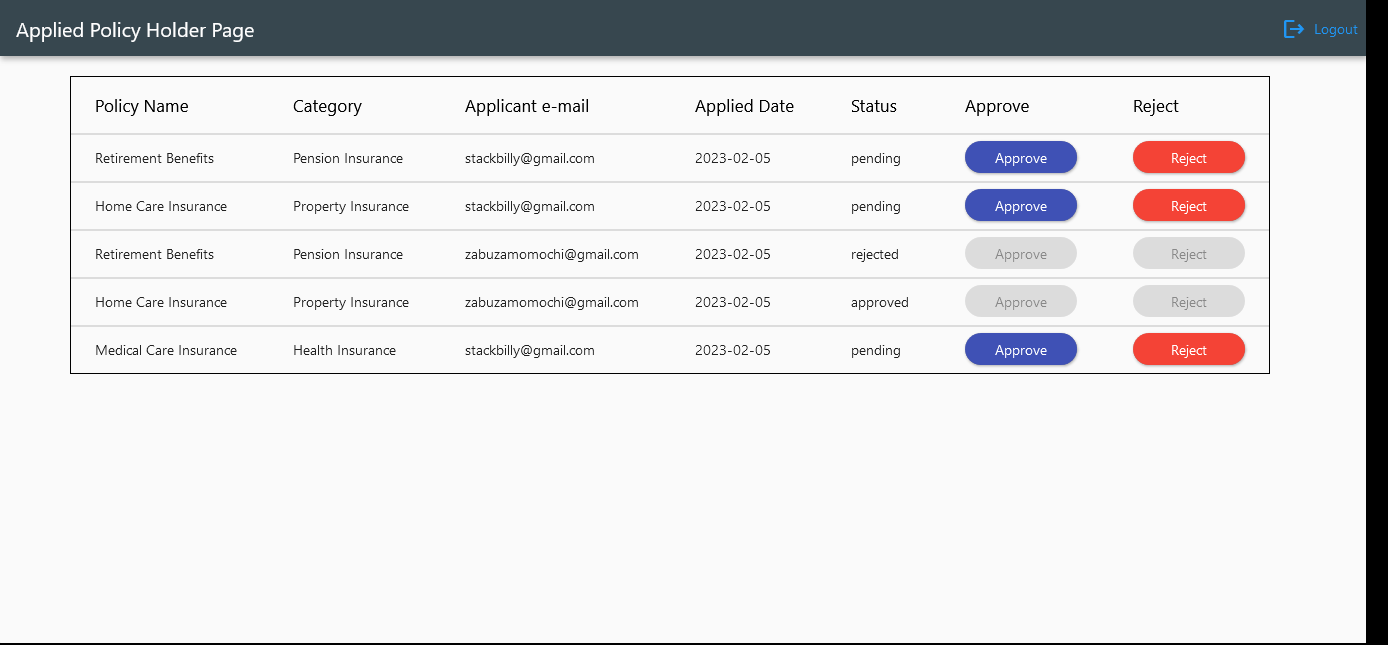 Applied Policy Holder Page Logout
Policy Name Category Applicant e-mail Applied Date Status Approve Reject
Retirement Benefits Pension Insurance stackbilly@gmail.com 2023-02-05 pending Approve Reject
Home Care Insurance Property Insurance stackbilly@gmail.com 2023-02-05 pending Approve Reject
Retirement Benefits Pension Insurance zabuzamomochi@gmail.com 2023-02-05 rejected Approve Reject
Home Care Insurance Property Insurance zabuzamomochi@gmail.com 2023-02-05 approved Approve Reject
Medical Care Insurance Health Insurance stackbilly@gmail.com 2023-02-05 pending Approve Reject